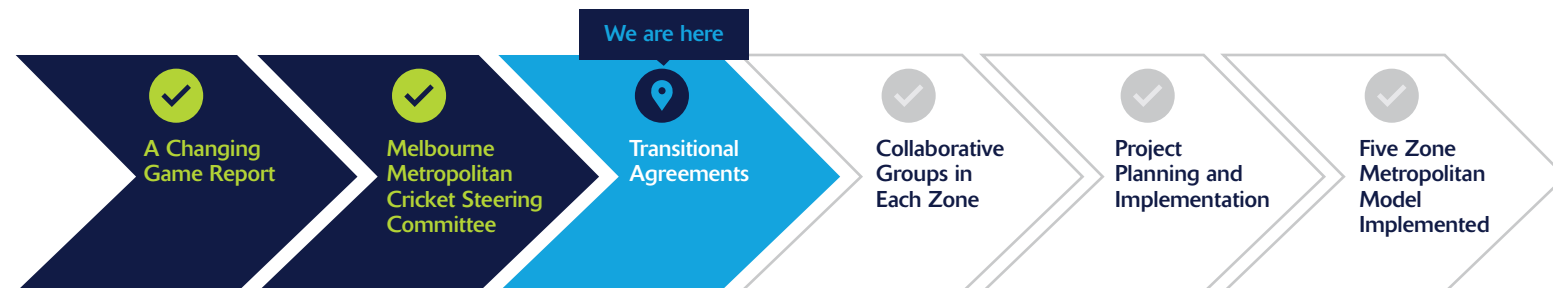 We are here
A Changing
Game Report
Melbourne
Metropolitan
Cricket Steering
Committee
Transitional
Agreements
Collaborative
Groups in
Each Zone
Project
Planning and
Implementation
Five Zone
Metropolitan
Model
Implemented